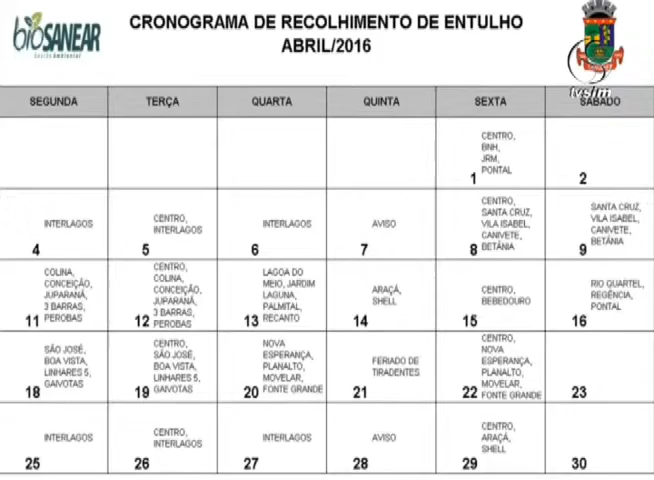 bioSANEAR
Gestão Ambiental
CRONOGRAMA DE RECOLHIMENTO DE ENTULHO
ABRIL/2016
SEGUNDA TERÇA QUARTA QUINTA SEXTA SÁBADO
CENTRO,
BNH,
JRM,
PONTAL
1
2
INTERLAGOS
4
CENTRO,
INTERLAGOS
5
INTERLAGOS
6
AVISO
7
CENTRO,
SANTA CRUZ,
VILA ISABEL,
CANIVETE,
BETÂNIA
8
SANTA CRUZ,
VILA ISABEL,
CANIVETE,
BETÂNIA
9
COLINA,
CONCEIÇÃO,
JUPARANÃ,
3 BARRAS,
PEROBAS
11
CENTRO,
COLINA,
CONCEIÇÃO,
JUPARANÃ,
3 BARRAS,
PEROBAS
12
LAGOA DO
MEIO, JARDIM
LAGUNA,
PALMITAL,
RECANTO
13
ARAÇÁ,
SHELL
14
CENTRO,
BEBEDOURO
15
RIO QUARTEL,
REGÊNCIA,
PONTAL
16
SÃO JOSÉ,
BOA VISTA,
LINHARES 5,
GAIVOTAS
18
CENTRO,
SÃO JOSÉ,
BOA VISTA,
LINHARES 5,
GAIVOTAS
19
NOVA
ESPERANÇA,
PLANALTO,
MOVELAR,
FONTE GRANDE
20
FERIADO DE
TIRADENTES
21
CENTRO,
NOVA
ESPERANÇA,
PLANALTO,
MOVELAR,
FONTE GRANDE
22
23
INTERLAGOS
25
CENTRO,
INTERLAGOS
26
INTERLAGOS
27
AVISO
28
CENTRO,
ARAÇÁ,
SHELL
29
30